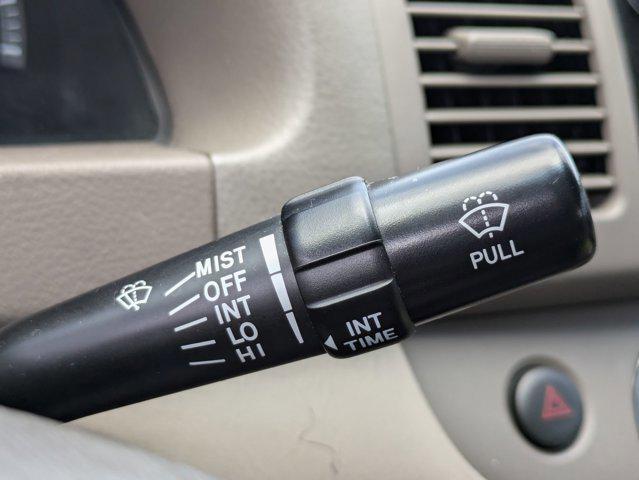 MIST
OFF
INT
LO
HI
INT
TIME
PULL